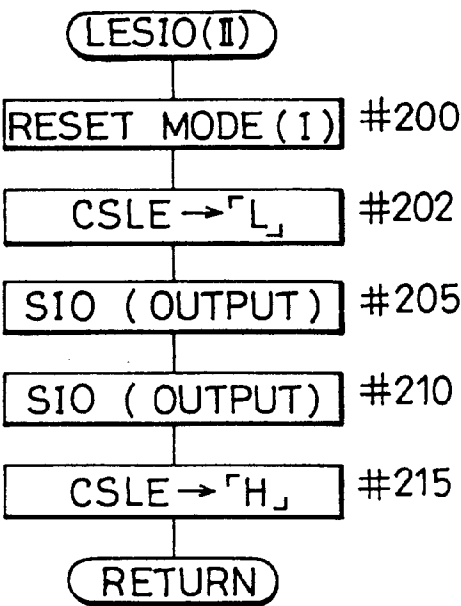 LESIO(Ⅱ)
RESET MODE(I) #200
CSLE→「L」 #202
SIO (OUTPUT) #205
SIO (OUTPUT) #210
CSLE→「H」 #215
RETURN